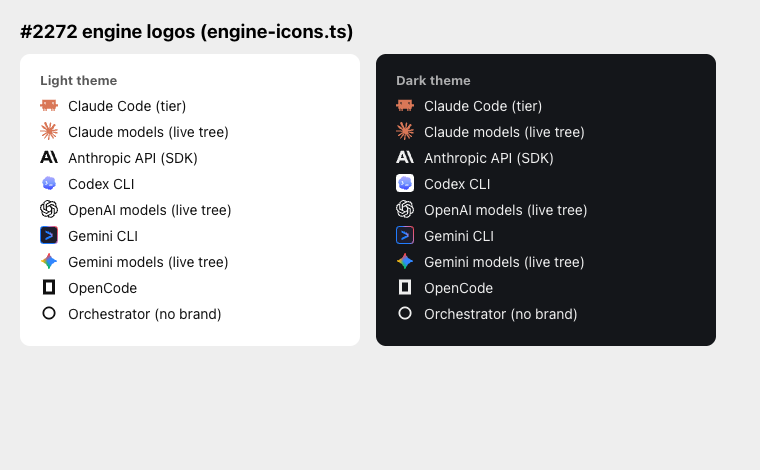 #2272 engine logos (engine-icons.ts)
Light theme
Claude Code (tier)
Claude models (live tree)
Anthropic API (SDK)
Codex CLI
OpenAI models (live tree)
Gemini CLI
Gemini models (live tree)
OpenCode
Orchestrator (no brand)
Dark theme
Claude Code (tier)
Claude models (live tree)
Anthropic API (SDK)
Codex CLI
OpenAI models (live tree)
Gemini CLI
Gemini models (live tree)
OpenCode
Orchestrator (no brand)